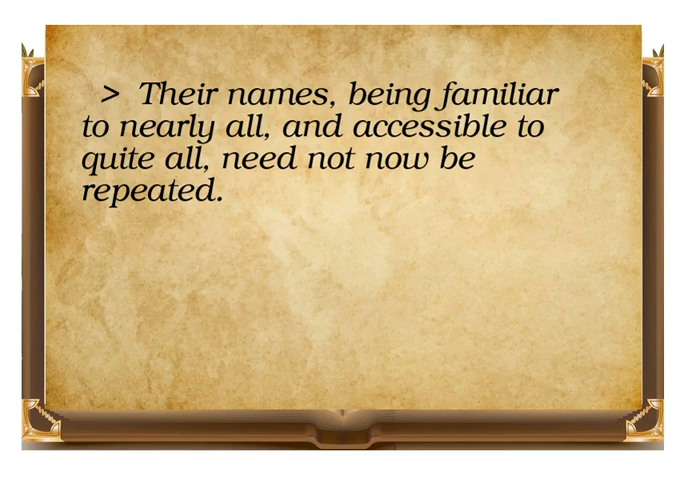 > Their names, being familiar
to nearly all, and accessible to
quite all, need not now be
repeated.